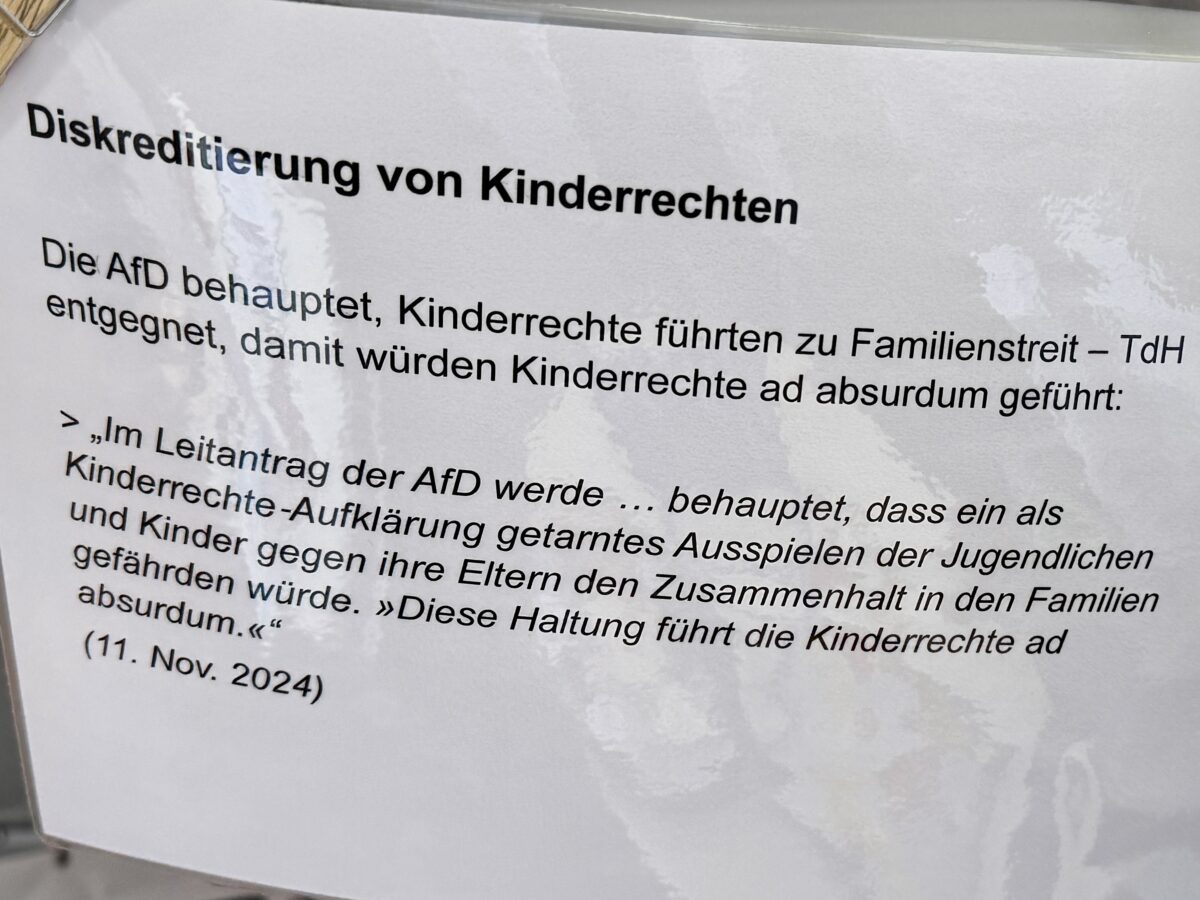 Diskreditierung von Kinderrechten
Die AfD behauptet, Kinderrechte führten zu Familienstreit – TdH
entgegnet, damit würden Kinderrechte ad absurdum geführt:
> „Im Leitantrag der AfD werde … behauptet, dass ein als
Kinderrechte-Aufklärung getarntes Ausspielen der Jugendlichen
und Kinder gegen ihre Eltern den Zusammenhalt in den Familien
gefährden würde. »Diese Haltung führt die Kinderrechte ad
absurdum.«“
(11. Nov. 2024)